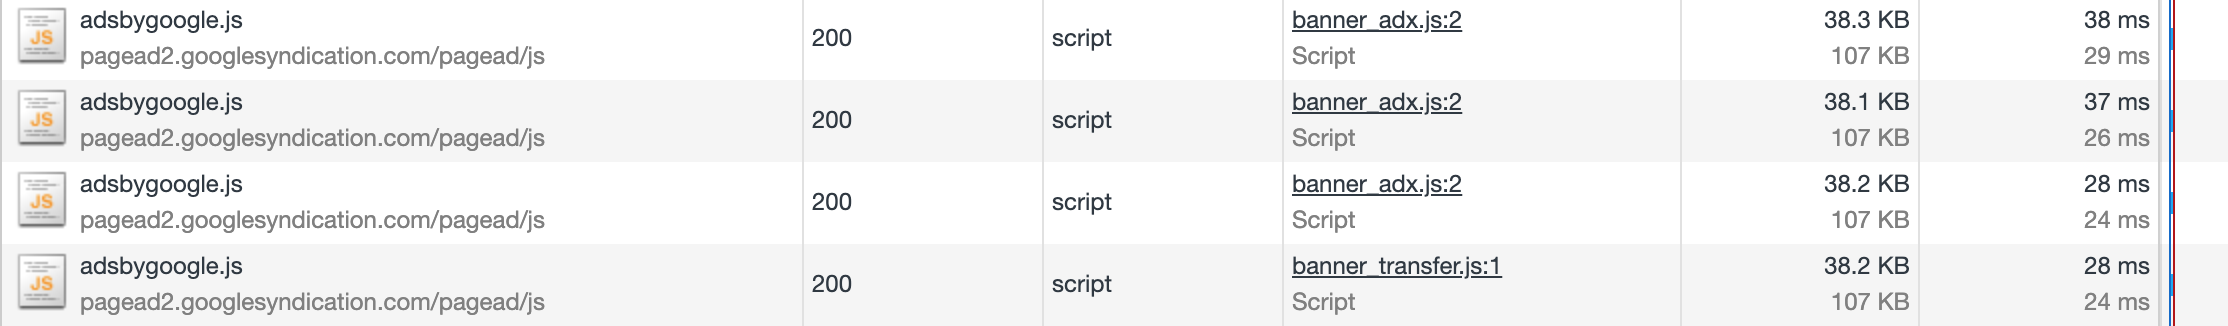 adsbygoogle.js 200 script banner_adx.js:2 38.3 KB 38 ms
JS pagead2.googlesyndication.com/pagead/js Script 107 KB 29 ms
adsbygoogle.js 200 script banner_adx.js:2 38.1 KB 37 ms
JS pagead2.googlesyndication.com/pagead/js Script 107 KB 26 ms
adsbygoogle.js 200 script banner_adx.js:2 38.2 KB 28 ms
JS pagead2.googlesyndication.com/pagead/js Script 107 KB 24 ms
adsbygoogle.js 200 script banner_transfer.js:1 38.2 KB 28 ms
JS pagead2.googlesyndication.com/pagead/js Script 107 KB 24 ms